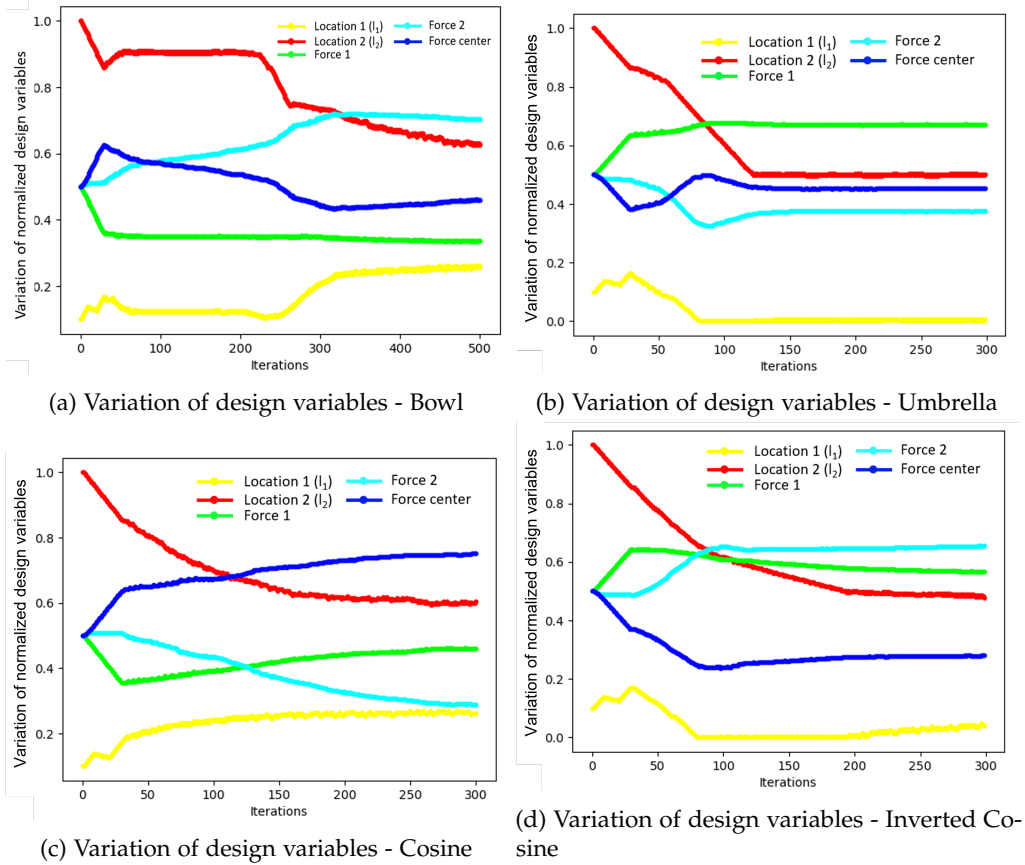 Variation of normalized design variables
1.0
0.8
0.6
0.4
0.2
0
100
200
300
400
500
Iterations
Location 1 (l₁)
Location 2 (l₂)
Force 1
Force 2
Force center
(a) Variation of design variables - Bowl
Variation of normalized design variables
1.0
0.8
0.6
0.4
0.2
0.0
0
50
100
150
200
250
300
Iterations
Location 1 (l₁)
Location 2 (l₂)
Force 1
Force 2
Force center
(b) Variation of design variables - Umbrella
Variation of normalized design variables
1.0
0.8
0.6
0.4
0.2
0
50
100
150
200
250
300
Iterations
Location 1 (l₁)
Location 2 (l₂)
Force 1
Force 2
Force center
(c) Variation of design variables - Cosine
Variation of normalized design variables
1.0
0.8
0.6
0.4
0.2
0.0
0
50
100
150
200
250
300
Iterations
Location 1 (l₁)
Location 2 (l₂)
Force 1
Force 2
Force center
(d) Variation of design variables - Inverted Co-
sine